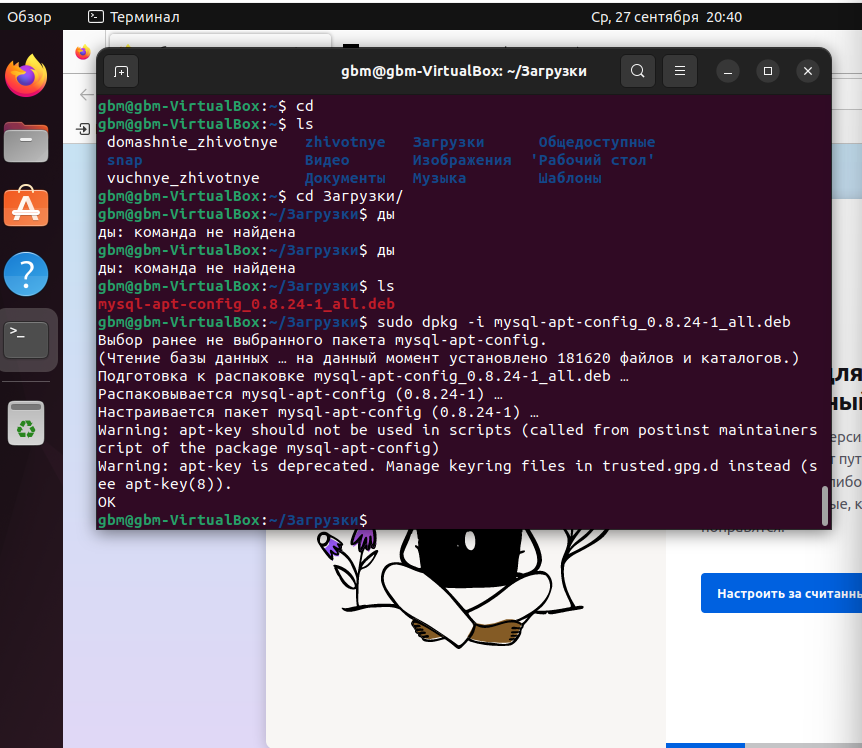 Обзор Терминал Ср, 27 сентября 20:40
gbm@gbm-VirtualBox: ~/Загрузки
gbm@gbm-VirtualBox:~$ cd
gbm@gbm-VirtualBox:~$ ls
domashnie_zhivotnye zhivotnye Загрузки Общедоступные
snap Видео Изображения 'Рабочий стол'
vuchnye_zhivotnye Документы Музыка Шаблоны
gbm@gbm-VirtualBox:~$ cd Загрузки/
gbm@gbm-VirtualBox:~/Загрузки$ ды
ды: команда не найдена
gbm@gbm-VirtualBox:~/Загрузки$ ды
ды: команда не найдена
gbm@gbm-VirtualBox:~/Загрузки$ ls
mysql-apt-config_0.8.24-1_all.deb
gbm@gbm-VirtualBox:~/Загрузки$ sudo dpkg -i mysql-apt-config_0.8.24-1_all.deb
Выбор ранее не выбранного пакета mysql-apt-config.
(Чтение базы данных … на данный момент установлено 181620 файлов и каталогов.)
Подготовка к распаковке mysql-apt-config_0.8.24-1_all.deb …
Распаковывается mysql-apt-config (0.8.24-1) …
Настраивается пакет mysql-apt-config (0.8.24-1) …
Warning: apt-key should not be used in scripts (called from postinst maintainers
cript of the package mysql-apt-config)
Warning: apt-key is deprecated. Manage keyring files in trusted.gpg.d instead (s
ee apt-key(8)).
OK
gbm@gbm-VirtualBox:~/Загрузки$
Настроить за считанны